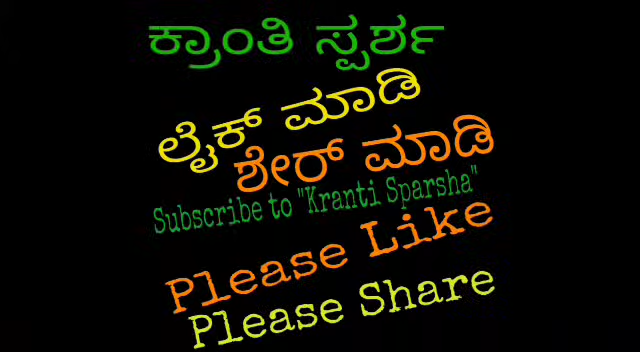 ಕ್ರಾಂತಿ ಸ್ಪರ್ಶ
ಲೈಕ್ ಮಾಡಿ
ಶೇರ್ ಮಾಡಿ
Subscribe to "Kranti Sparsha"
Please Like
Please Share